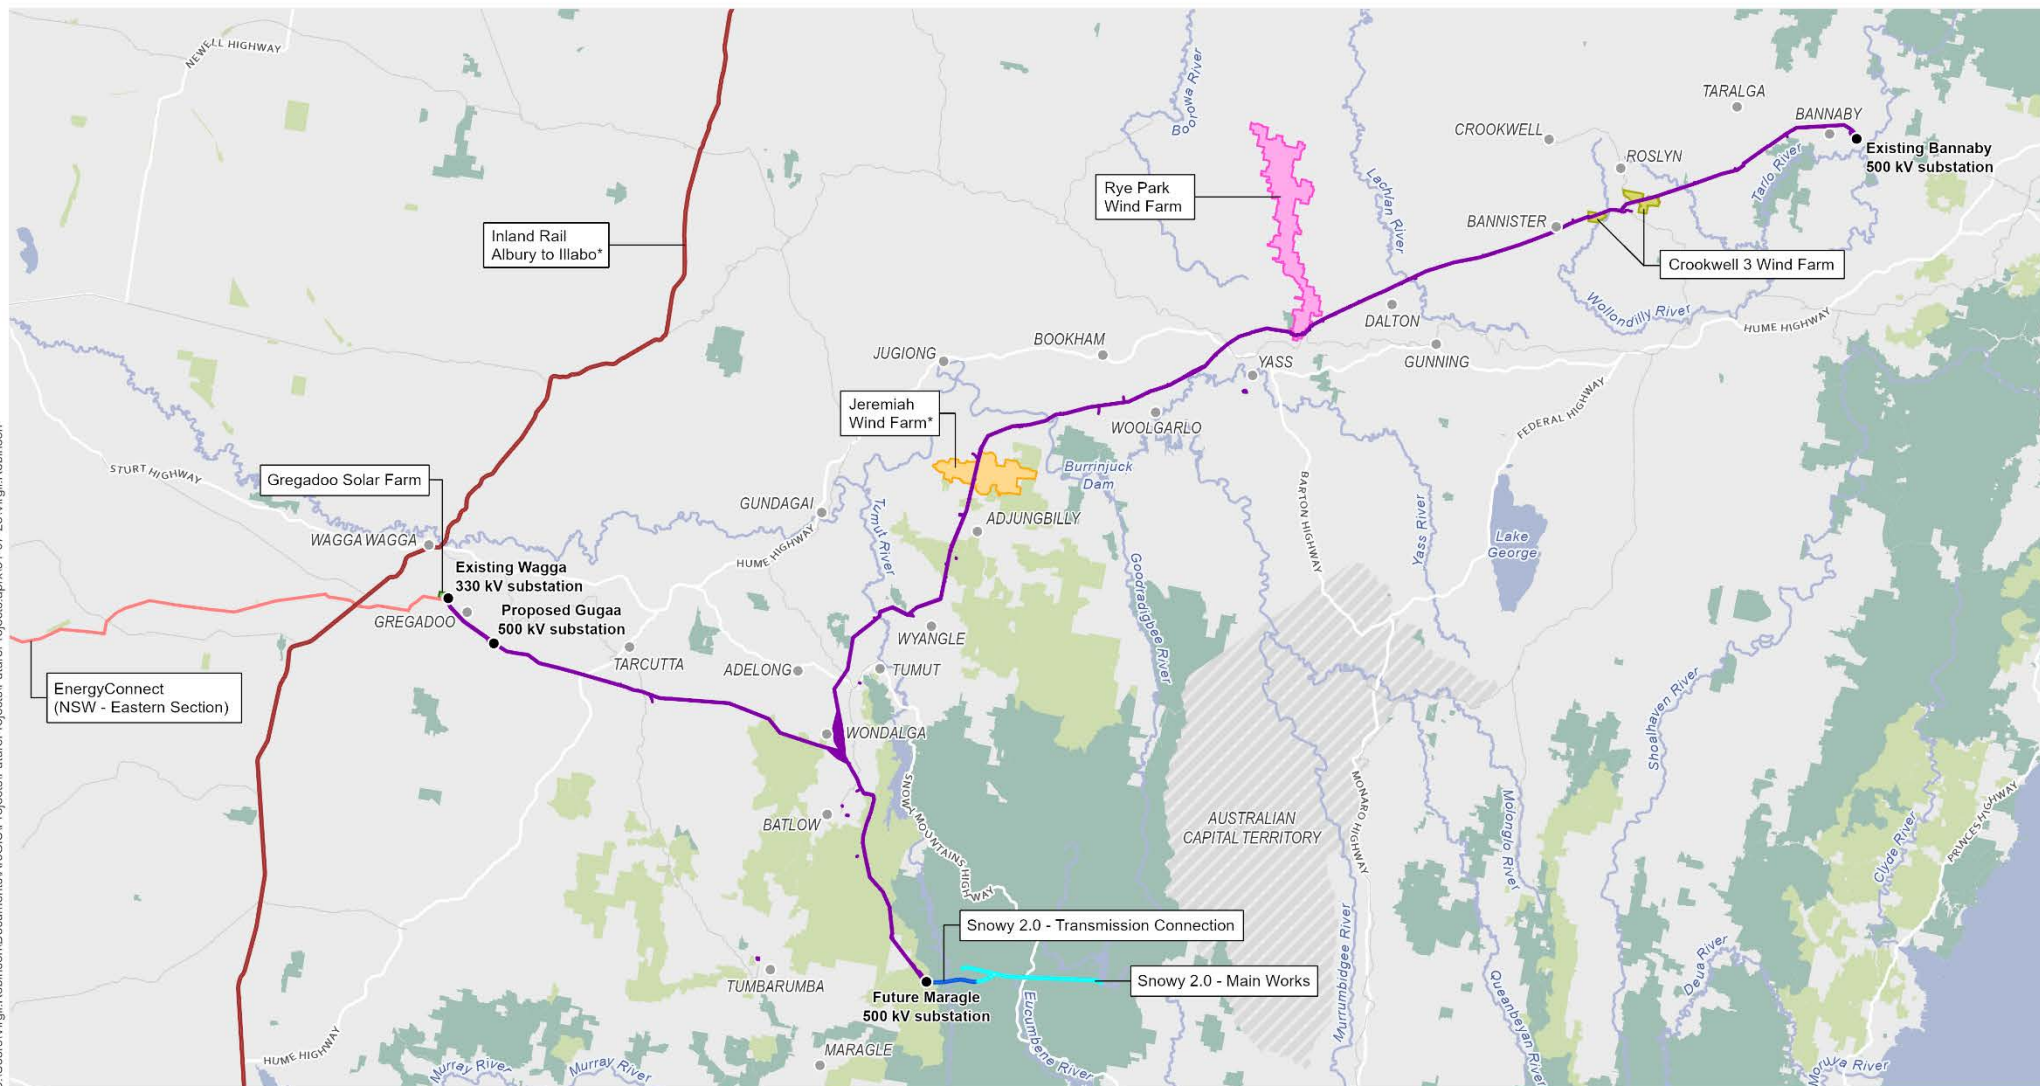 NEWELL HIGHWAY
Boorowa River
TARALGA
BANNABY
CROOKWELL
ROSLYN
Existing Bannaby
500 kV substation
Tarlo River
Lachlan River
Rye Park
Wind Farm
BANNISTER
Inland Rail
Albury to Illabo*
Crookwell 3 Wind Farm
Wollondilly River
HUME HIGHWAY
DALTON
BOOKHAM
JUGIONG
YASS
GUNNING
Jeremiah
Wind Farm*
WOOLGARLO
FEDERAL HIGHWAY
STURT HIGHWAY
Gregadoo Solar Farm
Burrinjuck
Dam
BARTON HIGHWAY
GUNDAGAI
Tumut River
ADJUNGBILLY
Yass River
Lake
George
WAGGA WAGGA
HUME HIGHWAY
Goodradigbee River
Existing Wagga
330 kV substation
Proposed Gugaa
500 kV substation
GREGADOO
WYANGLE
TARCUTTA
ADELONG
TUMUT
EnergyConnect
(NSW - Eastern Section)
Shoalhaven River
WONDALGA
SNOWY MOUNTAINS HIGHWAY
MONARO HIGHWAY
Molonglo River
AUSTRALIAN
CAPITAL TERRITORY
BATLOW
PRINCES HIGHWAY
Clyde River
Snowy 2.0 - Transmission Connection
Murrumbidgee River
Deua River
TUMBARUMBA
Snowy 2.0 - Main Works
Future Maragle
500 kV substation
Queanbeyan River
Eucumbene River
HUME HIGHWAY
MARAGLE
Murray River
Murray River
Moruya River